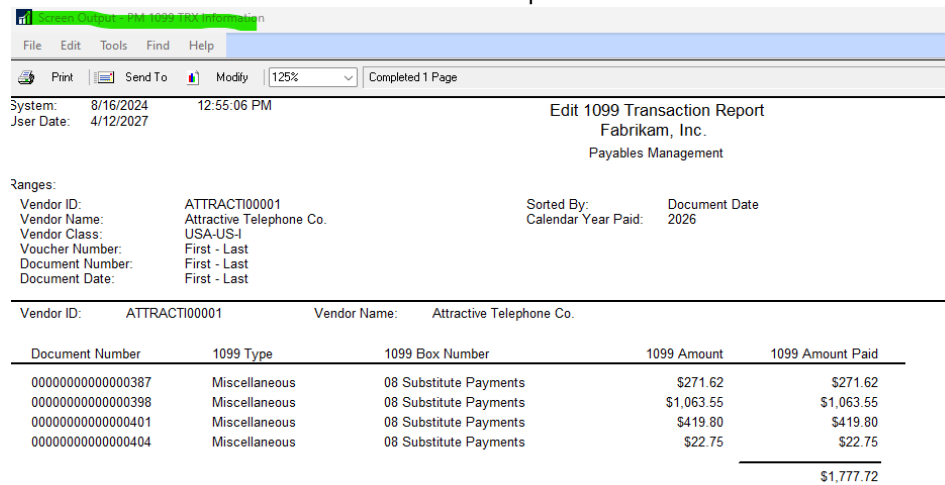 Screen Output - PM 1099 TRX Information
File Edit Tools Find Help
Print Send To Modify 125% Completed 1 Page
System: 8/16/2024 12:55:06 PM Edit 1099 Transaction Report
User Date: 4/12/2027 Fabrikam, Inc.
Payables Management
Ranges:
Vendor ID: ATTRACTI00001 Sorted By: Document Date
Vendor Name: Attractive Telephone Co. Calendar Year Paid: 2026
Vendor Class: USA-US-I
Voucher Number: First - Last
Document Number: First - Last
Document Date: First - Last
Vendor ID: ATTRACTI00001 Vendor Name: Attractive Telephone Co.
Document Number 1099 Type 1099 Box Number 1099 Amount 1099 Amount Paid
00000000000000387 Miscellaneous 08 Substitute Payments $271.62 $271.62
00000000000000398 Miscellaneous 08 Substitute Payments $1,063.55 $1,063.55
00000000000000401 Miscellaneous 08 Substitute Payments $419.80 $419.80
00000000000000404 Miscellaneous 08 Substitute Payments $22.75 $22.75
$1,777.72